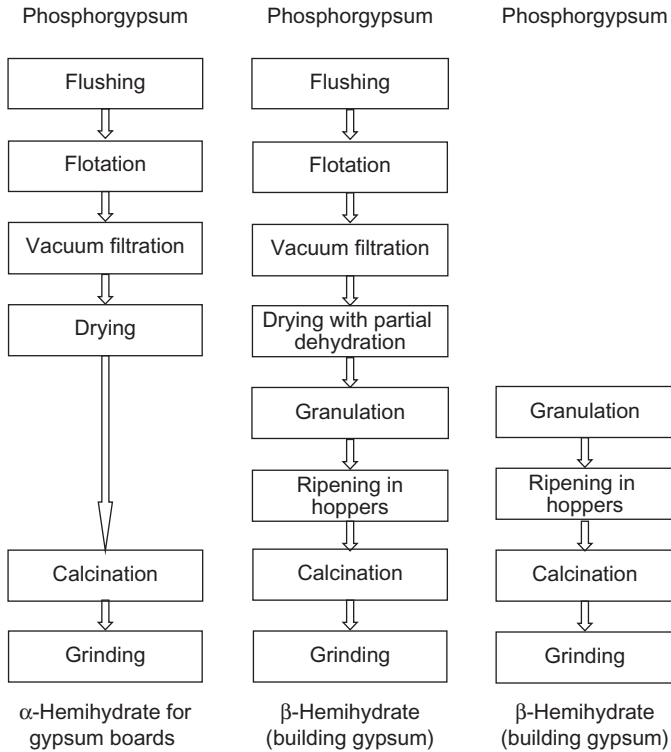 Phosphorgypsum
Flushing
Flotation
Vacuum filtration
Drying
Calcination
Grinding
α-Hemihydrate for
gypsum boards
Phosphorgypsum
Flushing
Flotation
Vacuum filtration
Drying with partial
dehydration
Granulation
Ripening in
hoppers
Calcination
Grinding
β-Hemihydrate
(building gypsum)
Phosphorgypsum
Granulation
Ripening in
hoppers
Calcination
Grinding
β-Hemihydrate
(building gypsum)